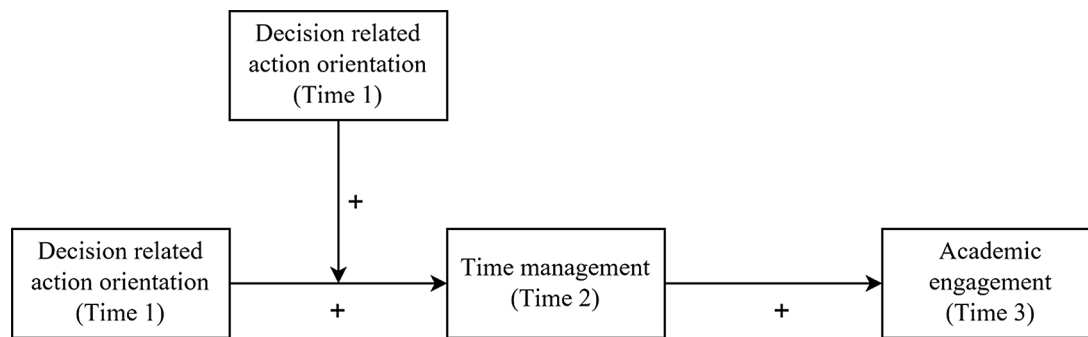 Decision related
action orientation
(Time 1)
+
Decision related
action orientation
(Time 1)
+
Time management
(Time 2)
+
Academic
engagement
(Time 3)